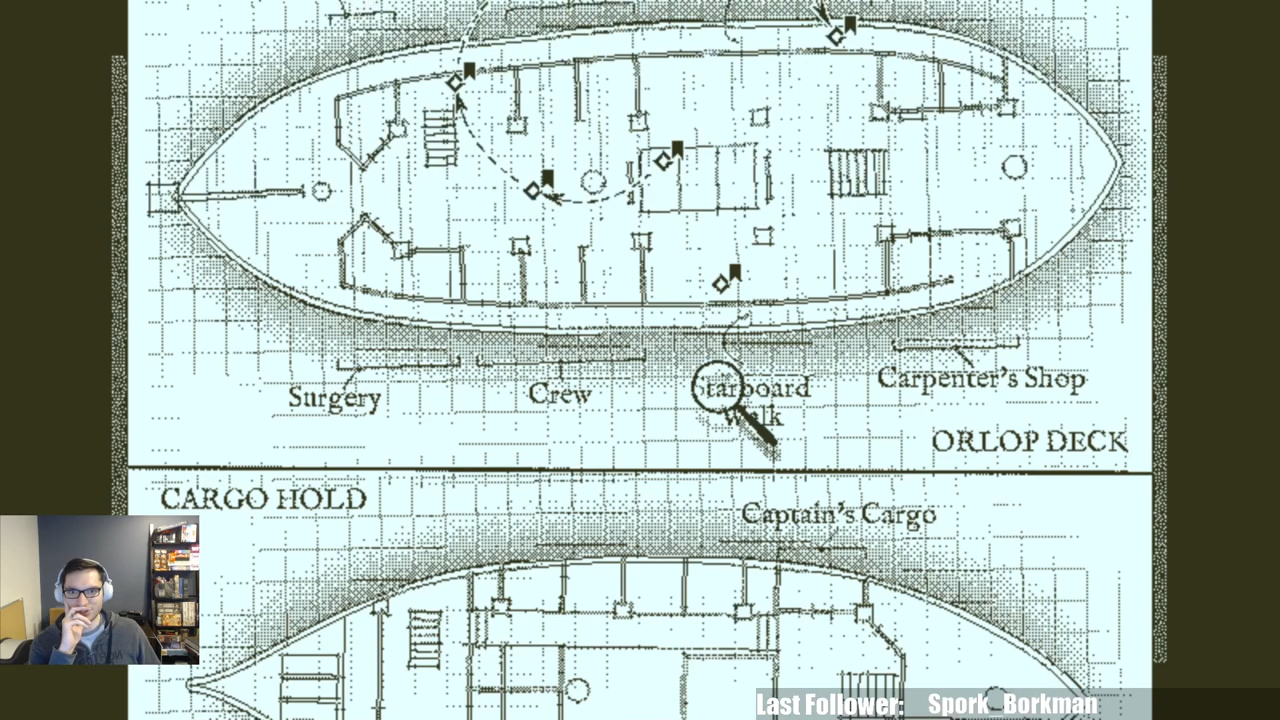 Surgery
Crew
Starboard
Walk
Carpenter's Shop
ORLOP DECK
CARGO HOLD
Captain's Cargo
Last Follower: Spork_Borkman